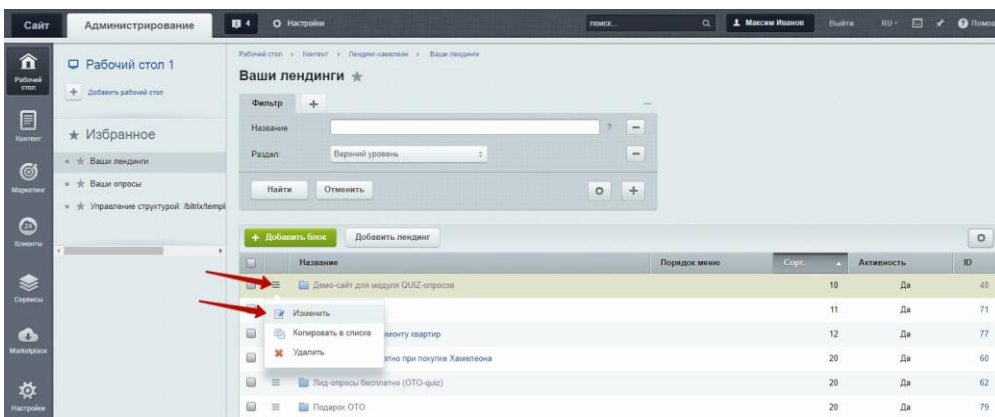 Сайт
Администрирование
4
Настройки
поиск...
Максим Иванов
Выйти
RU
Рабочий стол
Контент
Маркетинг
24
Клиенты
Сервисы
Marketplace
Настройки
Рабочий стол 1
Добавить рабочий стол
Избранное
Ваши лендинги
Ваши опросы
Управление структурой: /bitrix/templ
Рабочий стол Контент Лендинг-хамелеон Ваши лендинги
Ваши лендинги
Фильтр +
Название ?
Раздел: Верхний уровень
Найти Отменить
+ Добавить блок Добавить лендинг
Название Порядок меню Сорт. Активность ID
Демо-сайт для модуля QUIZ-опросов 10 Да 48
Изменить 11 Да 71
Копировать в списке монту квартир 12 Да 77
Удалить атно при покупке Хамелеона 20 Да 60
Лид-опросы бесплатно (OTO-quiz) 20 Да 62
Подарок ОТО 20 Да 79